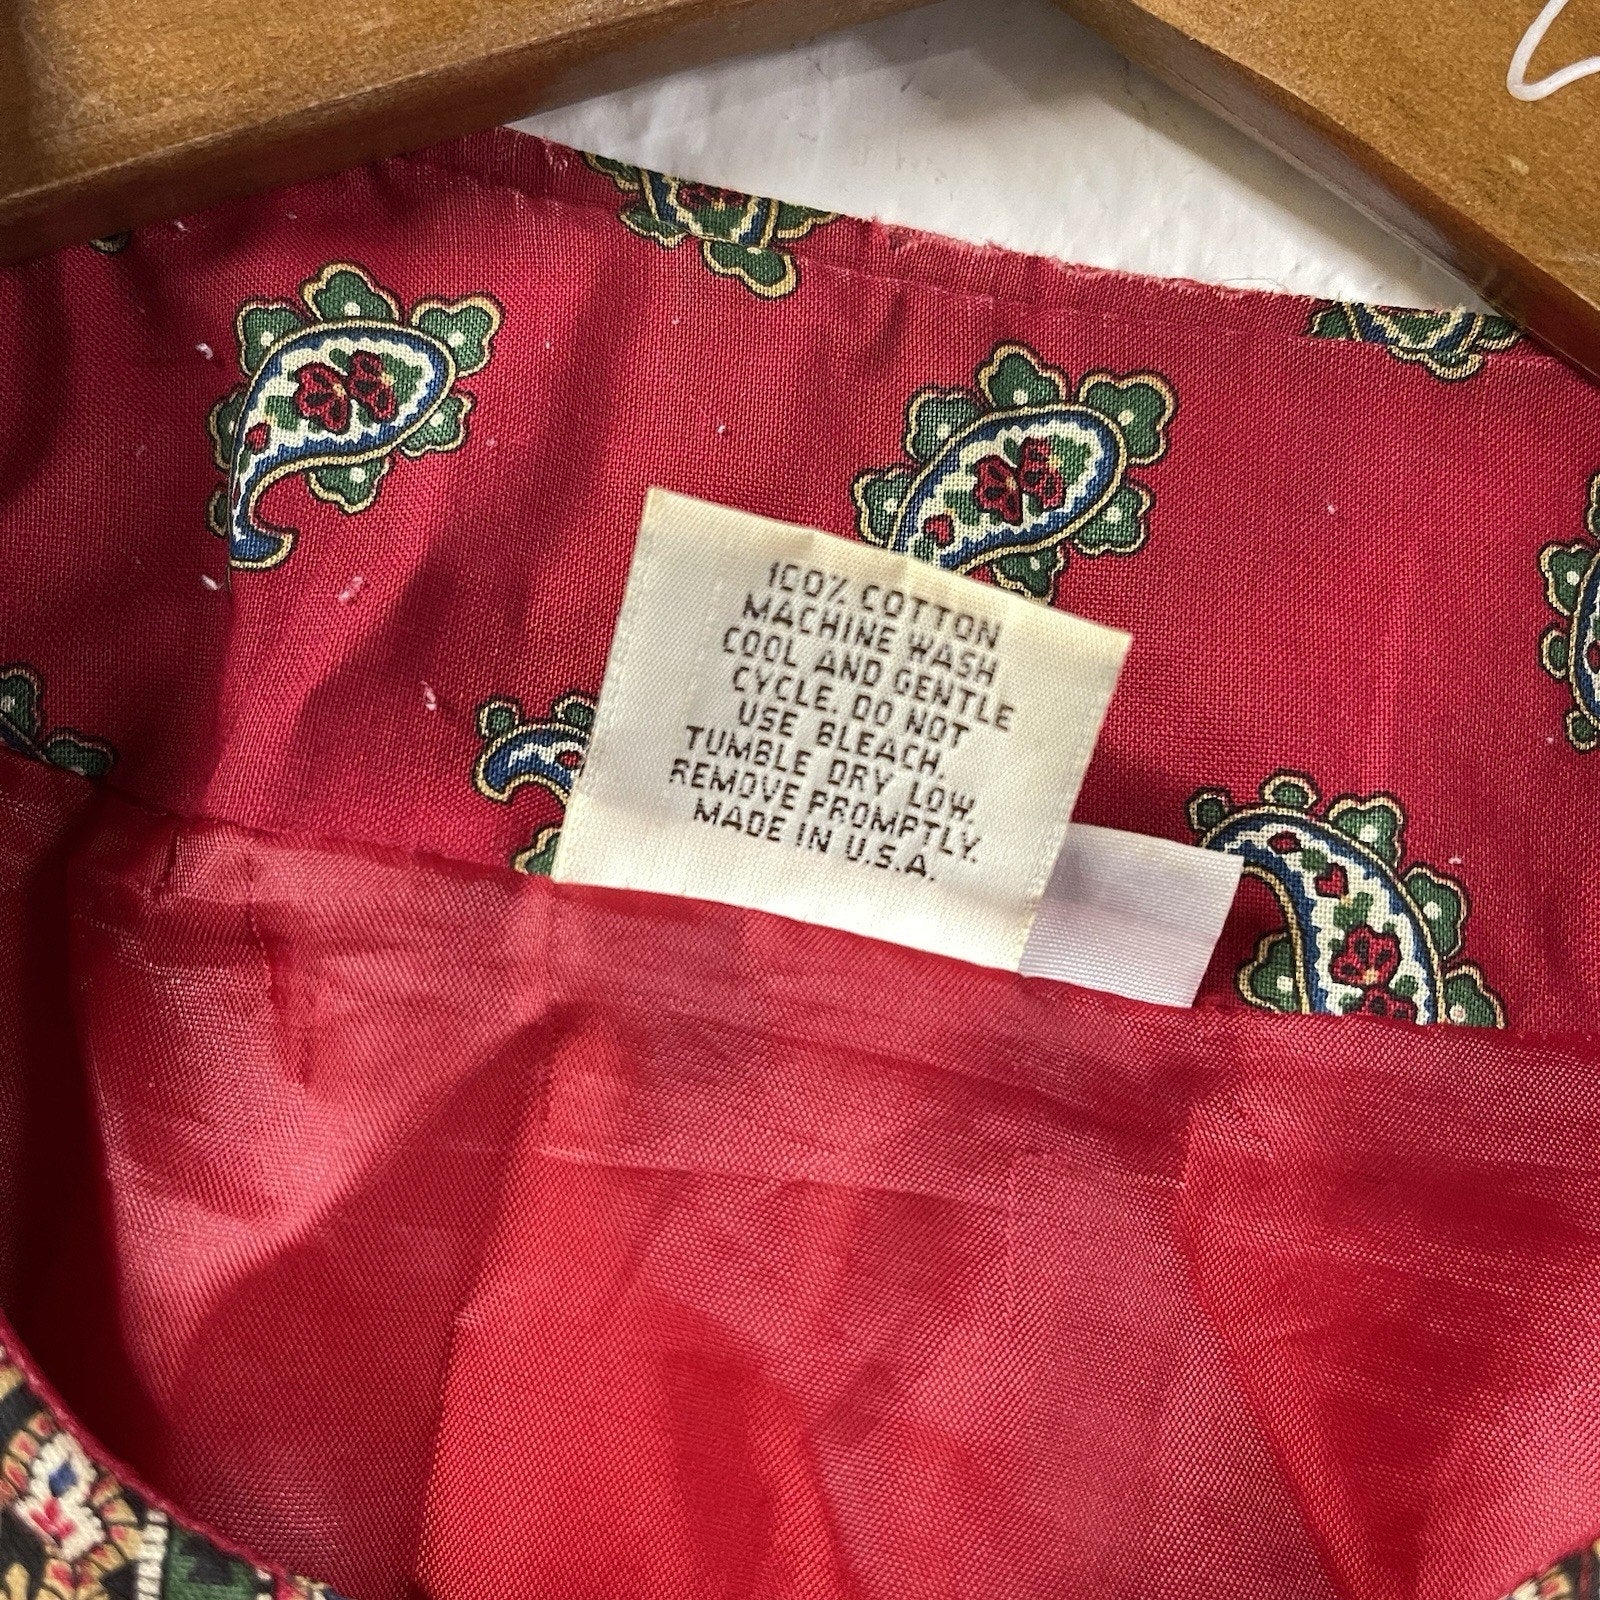 100% COTTON
MACHINE WASH
COOL AND GENTLE
CYCLE. DO NOT
USE BLEACH.
TUMBLE DRY LOW.
REMOVE PROMPTLY.
MADE IN U.S.A.